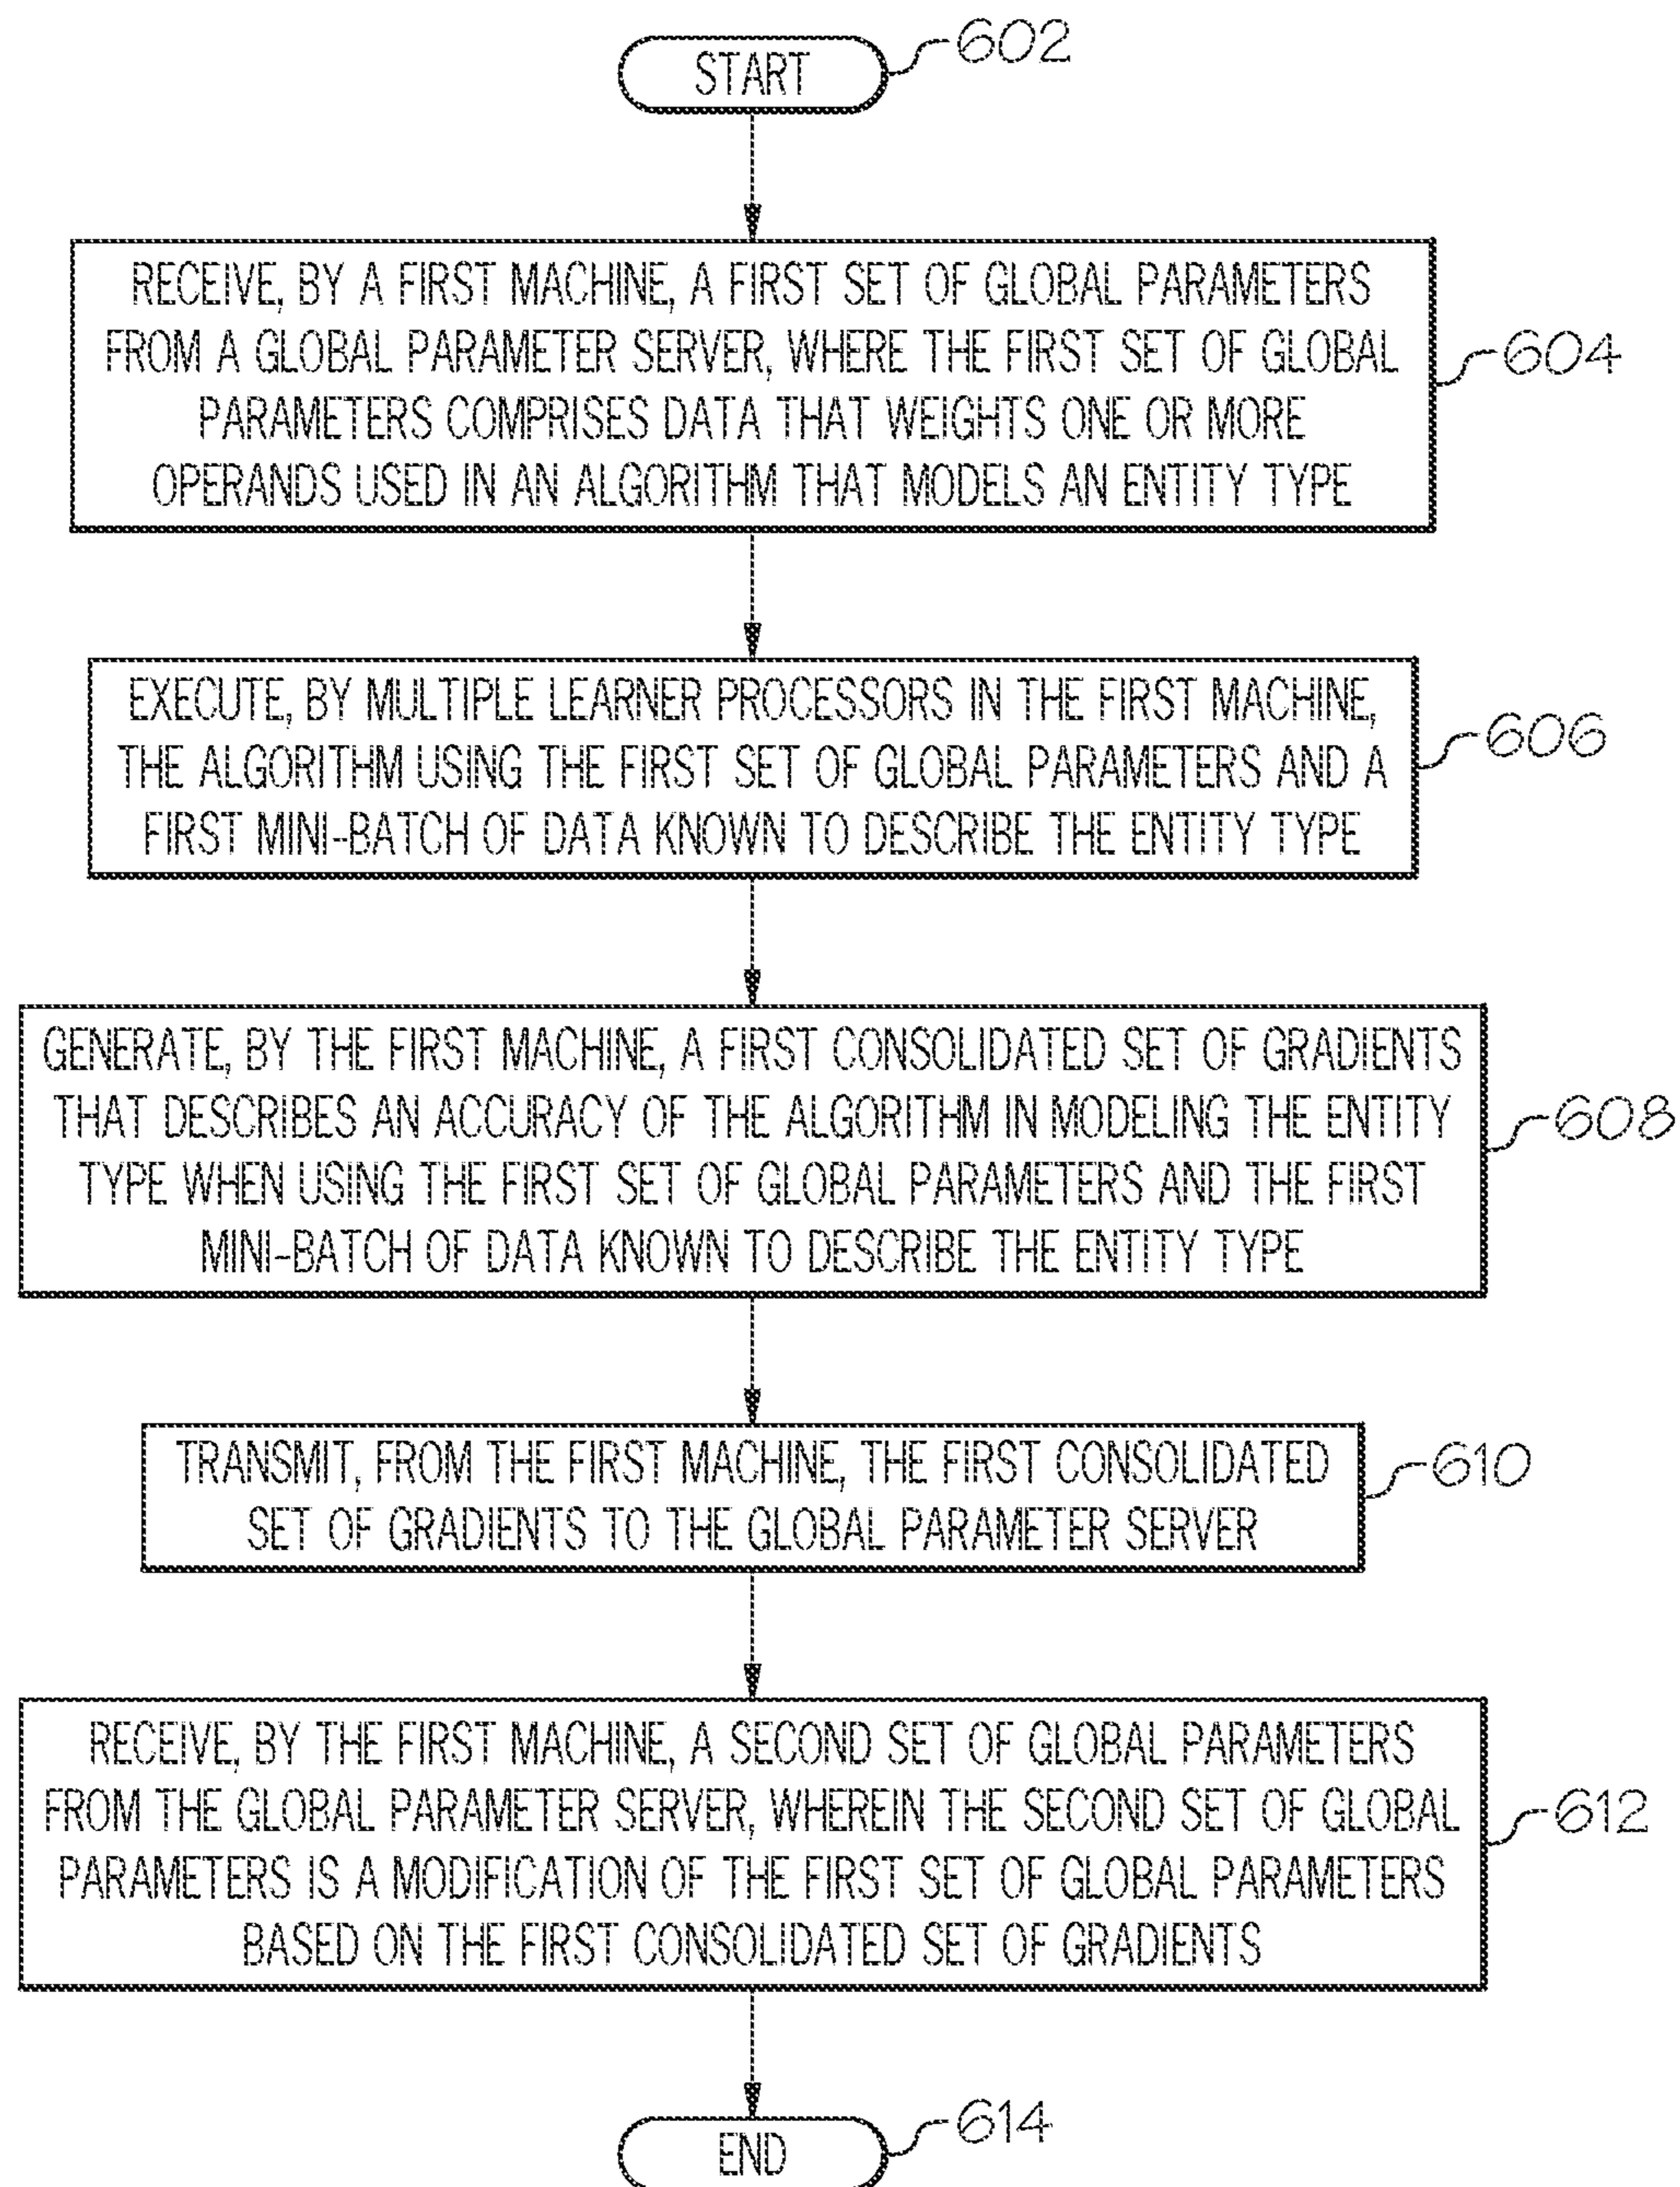 START
602
RECEIVE, BY A FIRST MACHINE, A FIRST SET OF GLOBAL PARAMETERS
FROM A GLOBAL PARAMETER SERVER, WHERE THE FIRST SET OF GLOBAL
PARAMETERS COMPRISES DATA THAT WEIGHTS ONE OR MORE
OPERANDS USED IN AN ALGORITHM THAT MODELS AN ENTITY TYPE
604
EXECUTE, BY MULTIPLE LEARNER PROCESSORS IN THE FIRST MACHINE,
THE ALGORITHM USING THE FIRST SET OF GLOBAL PARAMETERS AND A
FIRST MINI-BATCH OF DATA KNOWN TO DESCRIBE THE ENTITY TYPE
606
GENERATE, BY THE FIRST MACHINE, A FIRST CONSOLIDATED SET OF GRADIENTS
THAT DESCRIBES AN ACCURACY OF THE ALGORITHM IN MODELING THE ENTITY
TYPE WHEN USING THE FIRST SET OF GLOBAL PARAMETERS AND THE FIRST
MINI-BATCH OF DATA KNOWN TO DESCRIBE THE ENTITY TYPE
608
TRANSMIT, FROM THE FIRST MACHINE, THE FIRST CONSOLIDATED
SET OF GRADIENTS TO THE GLOBAL PARAMETER SERVER
610
RECEIVE, BY THE FIRST MACHINE, A SECOND SET OF GLOBAL PARAMETERS
FROM THE GLOBAL PARAMETER SERVER, WHEREIN THE SECOND SET OF GLOBAL
PARAMETERS IS A MODIFICATION OF THE FIRST SET OF GLOBAL PARAMETERS
BASED ON THE FIRST CONSOLIDATED SET OF GRADIENTS
612
END
614